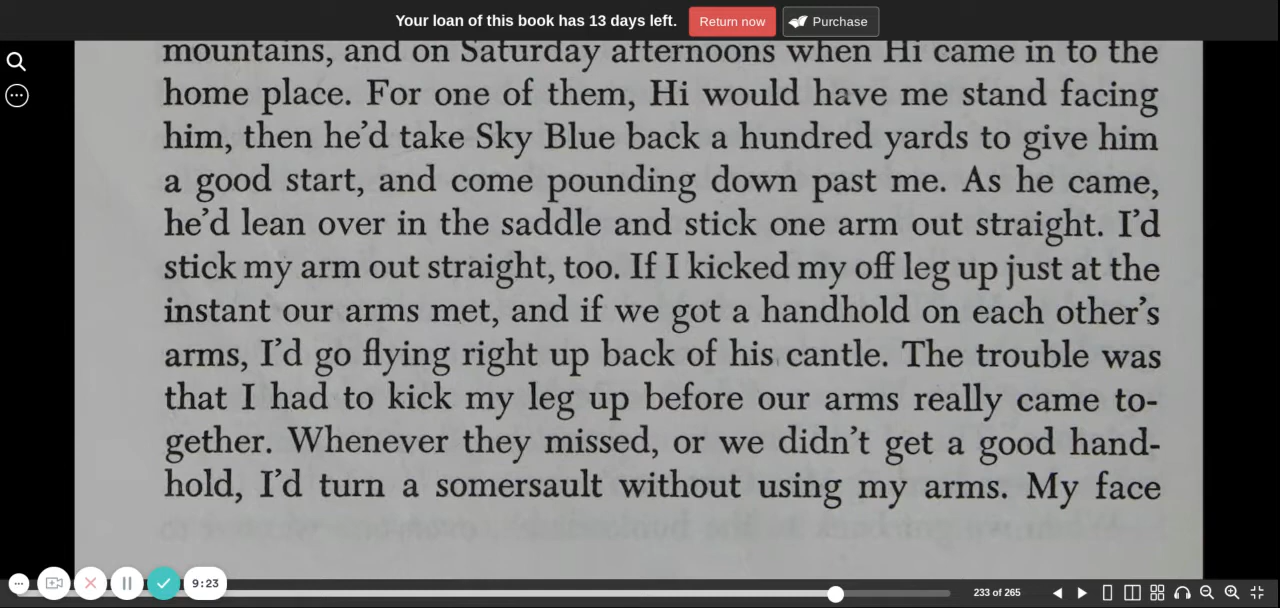 Your loan of this book has 13 days left. Return now Purchase
mountains, and on Saturday afternoons when Hi came in to the
home place. For one of them, Hi would have me stand facing
him, then he'd take Sky Blue back a hundred yards to give him
a good start, and come pounding down past me. As he came,
he'd lean over in the saddle and stick one arm out straight. I'd
stick my arm out straight, too. If I kicked my off leg up just at the
instant our arms met, and if we got a handhold on each other's
arms, I'd go flying right up back of his cantle. The trouble was
that I had to kick my leg up before our arms really came to-
gether. Whenever they missed, or we didn't get a good hand-
hold, I'd turn a somersault without using my arms. My face
9:23
233 of 265